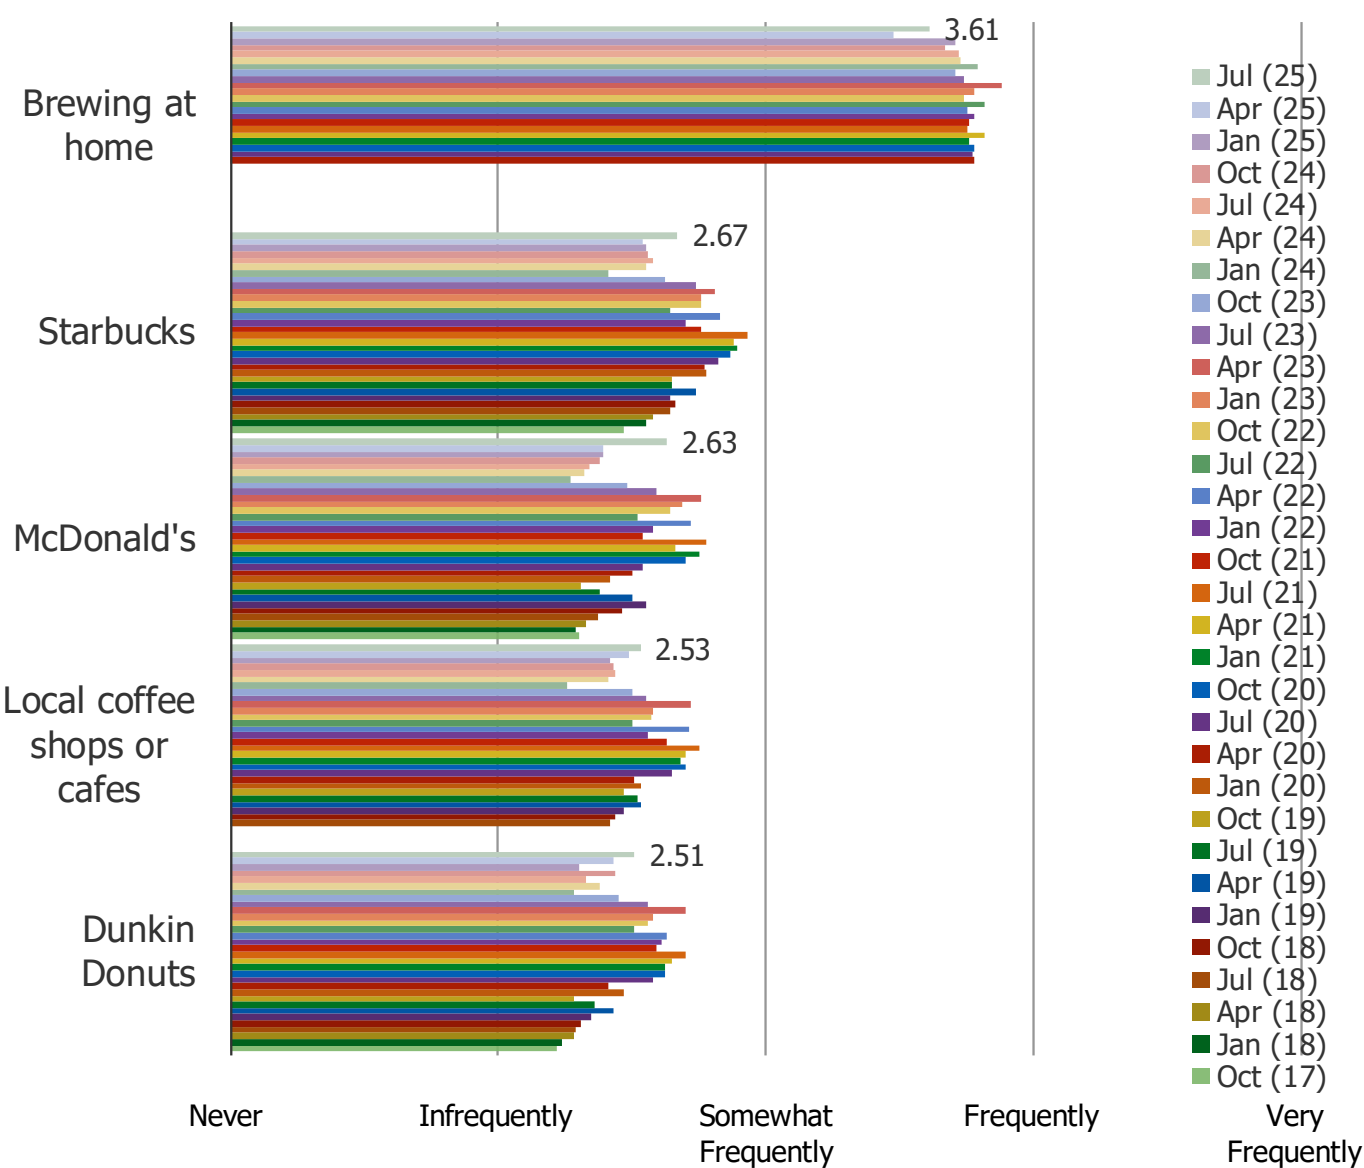 3.61
Brewing at
home
2.67
Starbucks
2.63
McDonald's
2.53
Local coffee
shops or
cafes
2.51
Dunkin
Donuts
Jul (25)
Apr (25)
Jan (25)
Oct (24)
Jul (24)
Apr (24)
Jan (24)
Oct (23)
Jul (23)
Apr (23)
Jan (23)
Oct (22)
Jul (22)
Apr (22)
Jan (22)
Oct (21)
Jul (21)
Apr (21)
Jan (21)
Oct (20)
Jul (20)
Apr (20)
Jan (20)
Oct (19)
Jul (19)
Apr (19)
Jan (19)
Oct (18)
Jul (18)
Apr (18)
Jan (18)
Oct (17)
Never
Infrequently
Somewhat
Frequently
Frequently
Very
Frequently